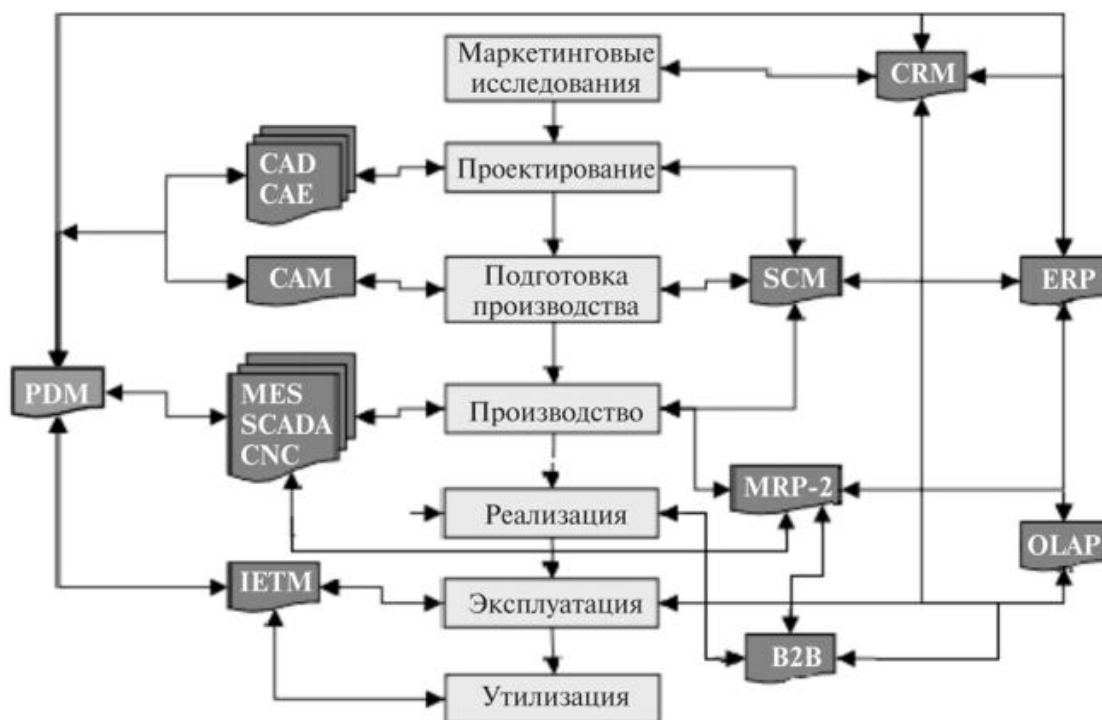 Маркетинговые
исследования
CRM
CAD
CAE
Проектирование
CAM
Подготовка
производства
SCM
ERP
PDM
MES
SCADA
CNC
Производство
MRP-2
Реализация
OLAP
IETM
Эксплуатация
B2B
Утилизация